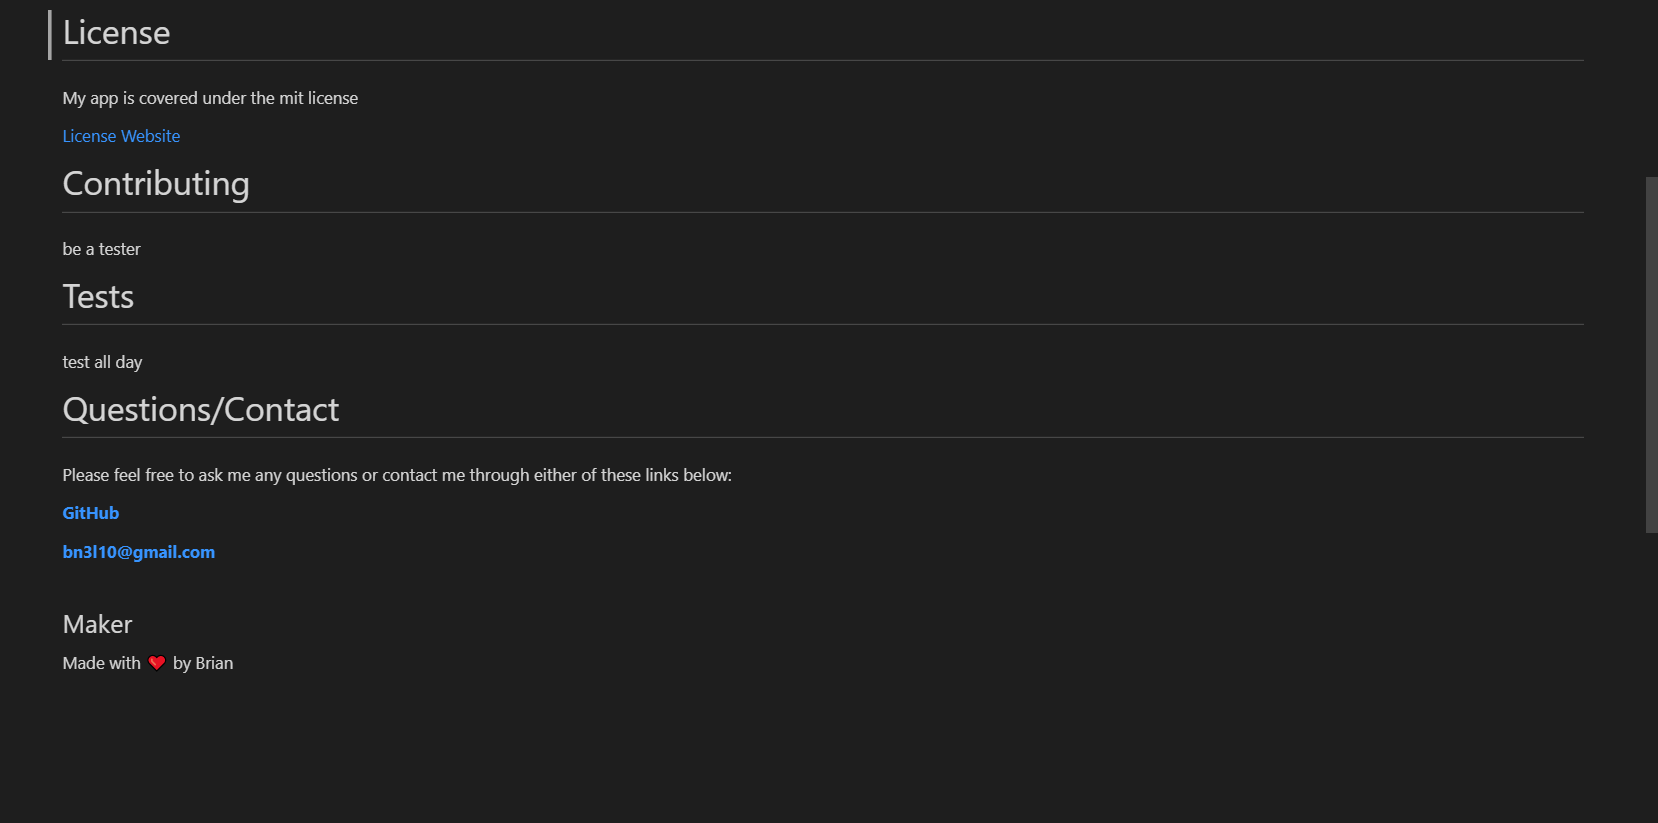 License
My app is covered under the mit license
License Website
Contributing
be a tester
Tests
test all day
Questions/Contact
Please feel free to ask me any questions or contact me through either of these links below:
GitHub
bn3l10@gmail.com
Maker
Made with ❤️ by Brian